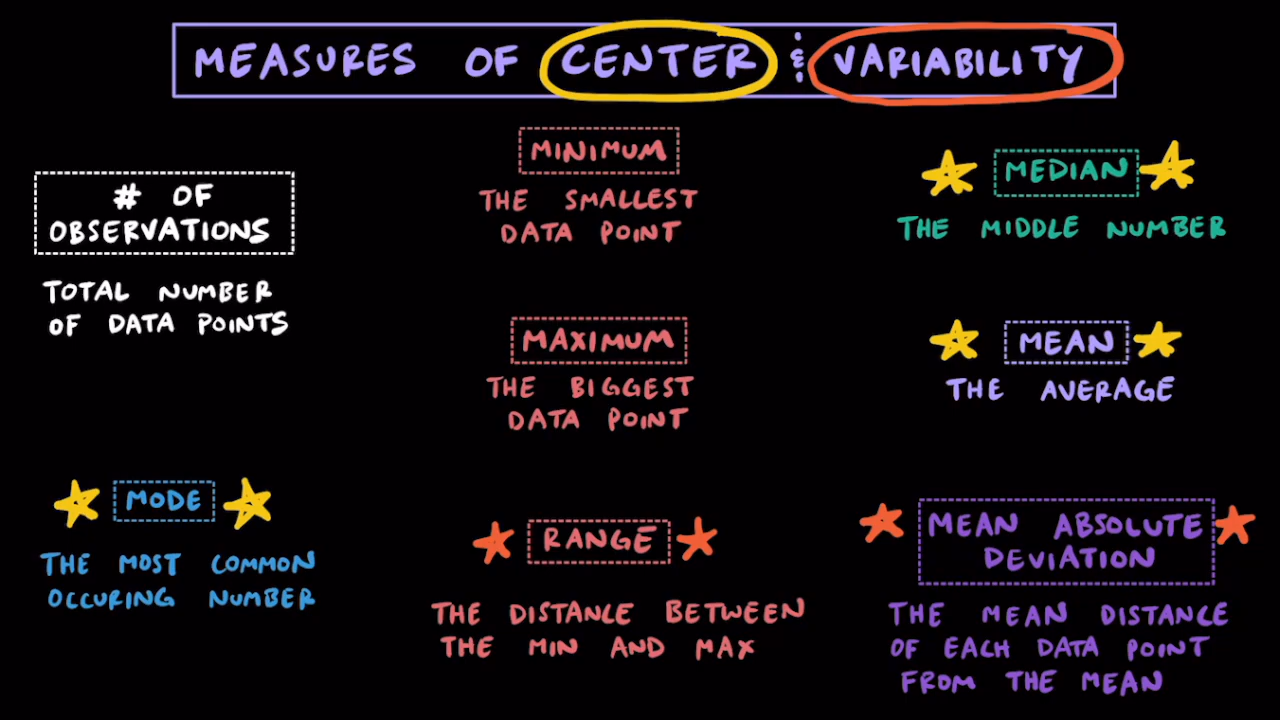 MEASURES OF CENTER & VARIABILITY
# OF
OBSERVATIONS
TOTAL NUMBER
OF DATA POINTS
MODE
THE MOST COMMON
OCCURING NUMBER
MINIMUM
THE SMALLEST
DATA POINT
MAXIMUM
THE BIGGEST
DATA POINT
RANGE
THE DISTANCE BETWEEN
THE MIN AND MAX
MEDIAN
THE MIDDLE NUMBER
MEAN
THE AVERAGE
MEAN ABSOLUTE
DEVIATION
THE MEAN DISTANCE
OF EACH DATA POINT
FROM THE MEAN